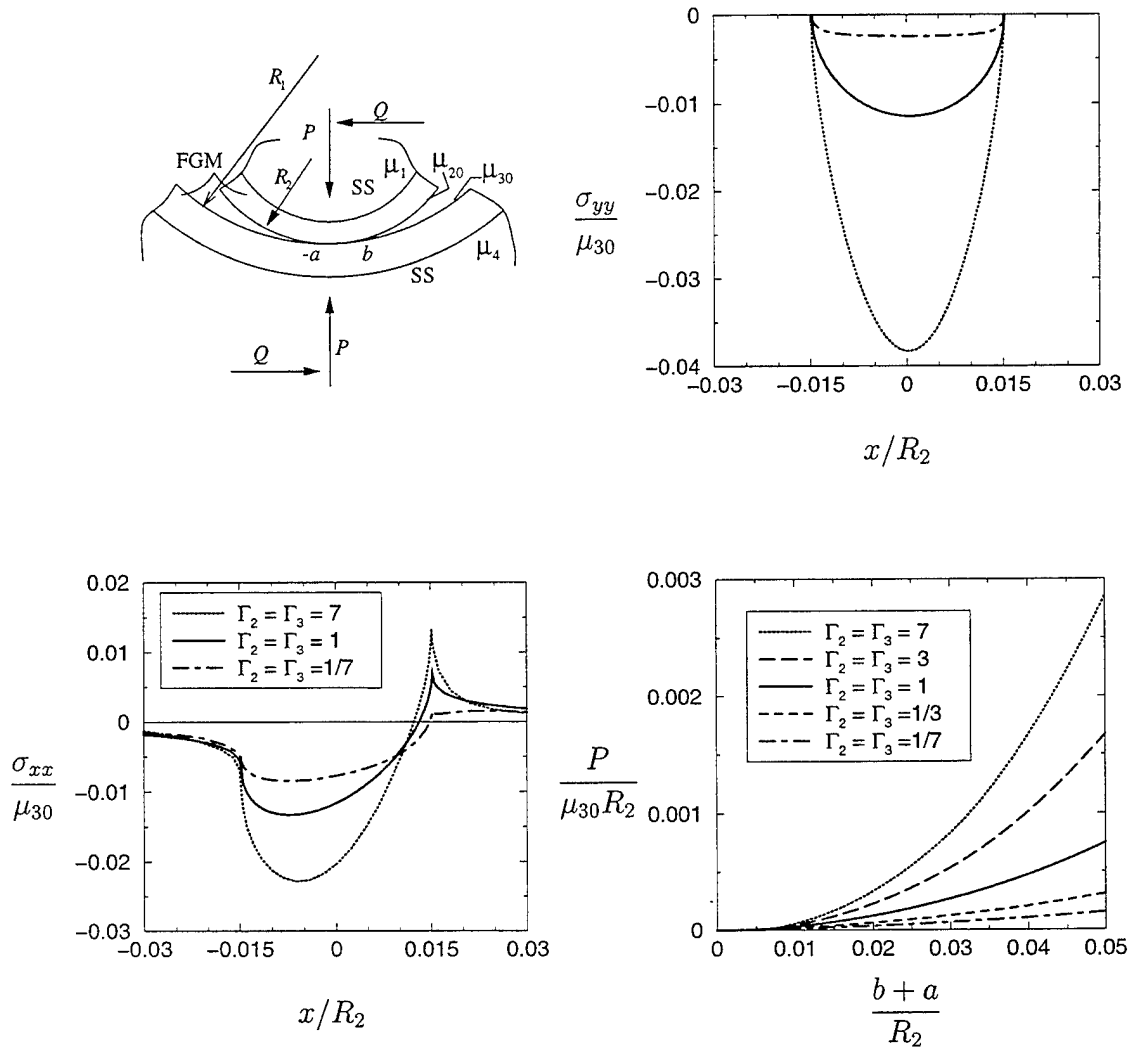 R₁
P
Q
FGM
R₂
μ₁
μ₂₀
μ₃₀
SS
-a
b
μ₄
SS
Q
P
0
−0.01
−0.02
−0.03
−0.04
σyy
μ₃₀
−0.03
−0.015
0
0.015
0.03
x/R₂
0.02
0.01
0
−0.01
−0.02
−0.03
σxx
μ₃₀
Γ₂ = Γ₃ = 7
Γ₂ = Γ₃ = 1
Γ₂ = Γ₃ =1/7
−0.03
−0.015
0
0.015
0.03
x/R₂
0.003
0.002
0.001
0
P
μ₃₀R₂
Γ₂ = Γ₃ = 7
Γ₂ = Γ₃ = 3
Γ₂ = Γ₃ = 1
Γ₂ = Γ₃ =1/3
Γ₂ = Γ₃ =1/7
0
0.01
0.02
0.03
0.04
0.05
b + a
R₂